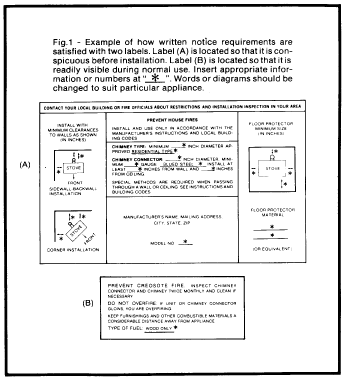 Fig.1 - Example of how written notice requirements are
satisfied with two labels. Label (A) is located so that it is con-
spicuous before installation. Label (B) is located so that it is
readily visible during normal use. Insert appropriate infor-
mation or numbers at " * ". Words or diagrams should be
changed to suit particular appliance.
(A)
CONTACT YOUR LOCAL BUILDING OR FIRE OFFICIALS ABOUT RESTRICTIONS AND INSTALLATION INSPECTION IN YOUR AREA
INSTALL WITH
MINIMUM CLEARANCES
TO WALLS AS SHOWN
(IN INCHES)
*
STOVE
*
FRONT
SIDEWALL-BACKWALL
INSTALLATION
*
*
STOVE
FRONT
CORNER INSTALLATION
PREVENT HOUSE FIRES
INSTALL AND USE ONLY IN ACCORDANCE WITH THE
MANUFACTURER'S INSTRUCTIONS AND LOCAL BUILD-
ING CODES
CHIMNEY TYPE: MINIMUM * INCH DIAMETER AP-
PROVED RESIDENTIAL TYPE *
CHIMNEY CONNECTOR * INCH DIAMETER MINI-
MUM * GAUGE BLUED STEEL * INSTALL AT
LEAST * INCHES FROM WALL AND * INCHES
FROM CEILING
SPECIAL METHODS ARE REQUIRED WHEN PASSING
THROUGH A WALL OR CEILING. SEE INSTRUCTIONS AND
BUILDING CODES
MANUFACTURER'S NAME, MAILING ADDRESS,
CITY, STATE, ZIP
MODEL NO. *
FLOOR PROTECTOR
MINIMUM SIZE
(IN INCHES)
*
* STOVE *
*
FLOOR PROTECTOR
MATERIAL
*
*
(OR EQUIVALENT)
(B)
PREVENT CREOSOTE FIRE: INSPECT CHIMNEY
CONNECTOR AND CHIMNEY TWICE MONTHLY AND CLEAN IF
NECESSARY
DO NOT OVERFIRE: IF UNIT OR CHIMNEY CONNECTOR
GLOWS, YOU ARE OVERFIRING
KEEP FURNISHINGS AND OTHER COMBUSTIBLE MATERIALS A
CONSIDERABLE DISTANCE AWAY FROM APPLIANCE
TYPE OF FUEL: WOOD ONLY *